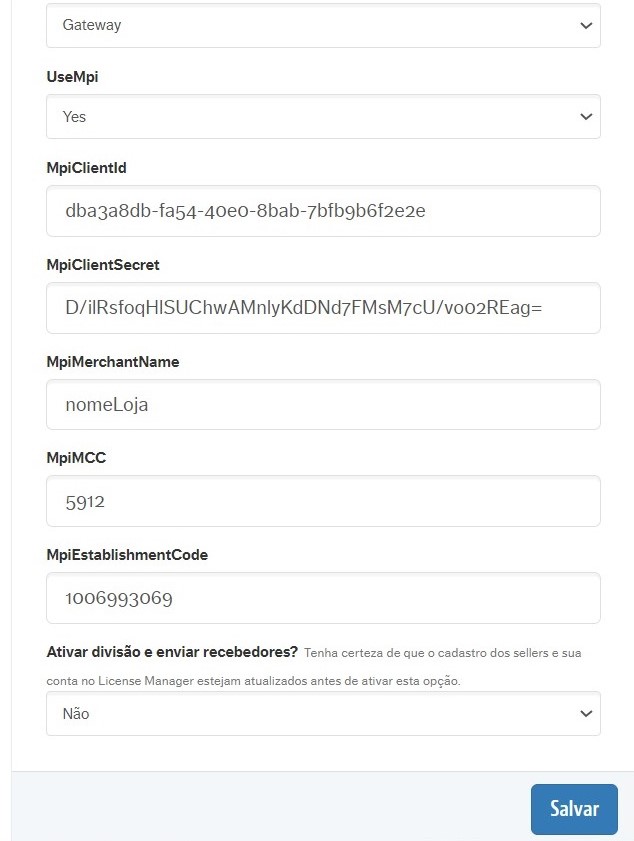 Gateway
UseMpi
Yes
MpiClientId
dba3a8db-fa54-40e0-8bab-7bfb9b6f2e2e
MpiClientSecret
D/ilRsfoqHlSUChwAMnlyKdDNd7FMsM7cU/vo02REag=
MpiMerchantName
nomeLoja
MpiMCC
5912
MpiEstablishmentCode
1006993069
Ativar divisão e enviar recebedores? Tenha certeza de que o cadastro dos sellers e sua
conta no License Manager estejam atualizados antes de ativar esta opção.
Não
Salvar